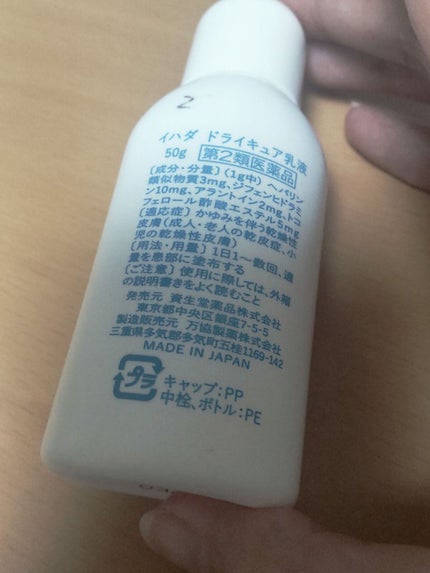 2
イハダ ドライキュア乳液
50g 第2類医薬品
〔成分・分量〕(1g中) ヘパリン
類似物質3mg、ジフェンヒドラミ
ン10mg、アラントイン2mg、トコ
フェロール酢酸エステル5mg
〔適応症〕かゆみを伴う乾燥性
皮膚(成人・老人の乾皮症、小
児の乾燥性皮膚)
〔用法・用量〕1日1〜数回、適
量を患部に塗布する
〔ご注意〕使用に際しては、外箱
の説明書きをよく読むこと
発売元 資生堂薬品株式会社
東京都中央区銀座7-5-5
製造販売元 万協製薬株式会社
三重県多気郡多気町五桂1169-142
MADE IN JAPAN
プラ
キャップ:PP
中栓、ボトル:PE